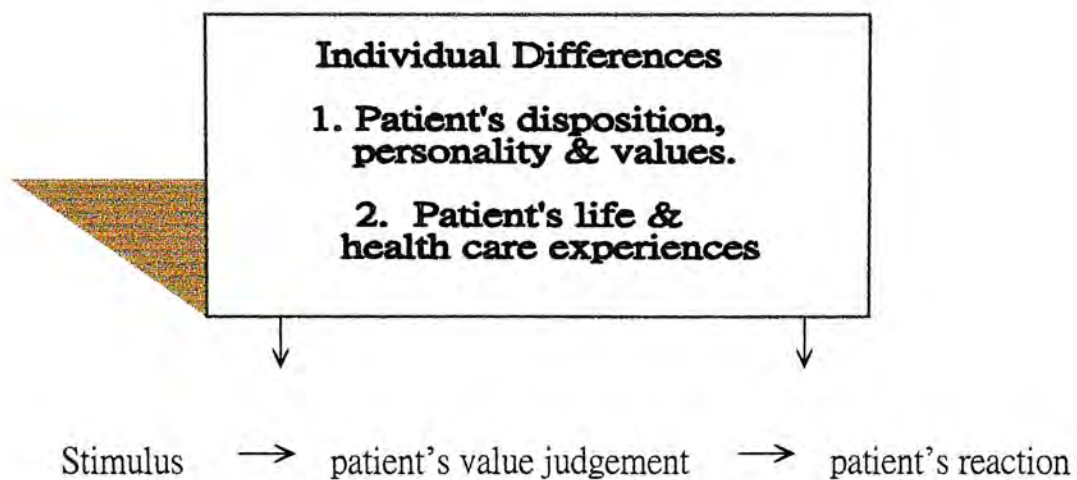 Individual Differences
1. Patient's disposition,
personality & values.
2. Patient's life &
health care experiences
Stimulus → patient's value judgement → patient's reaction